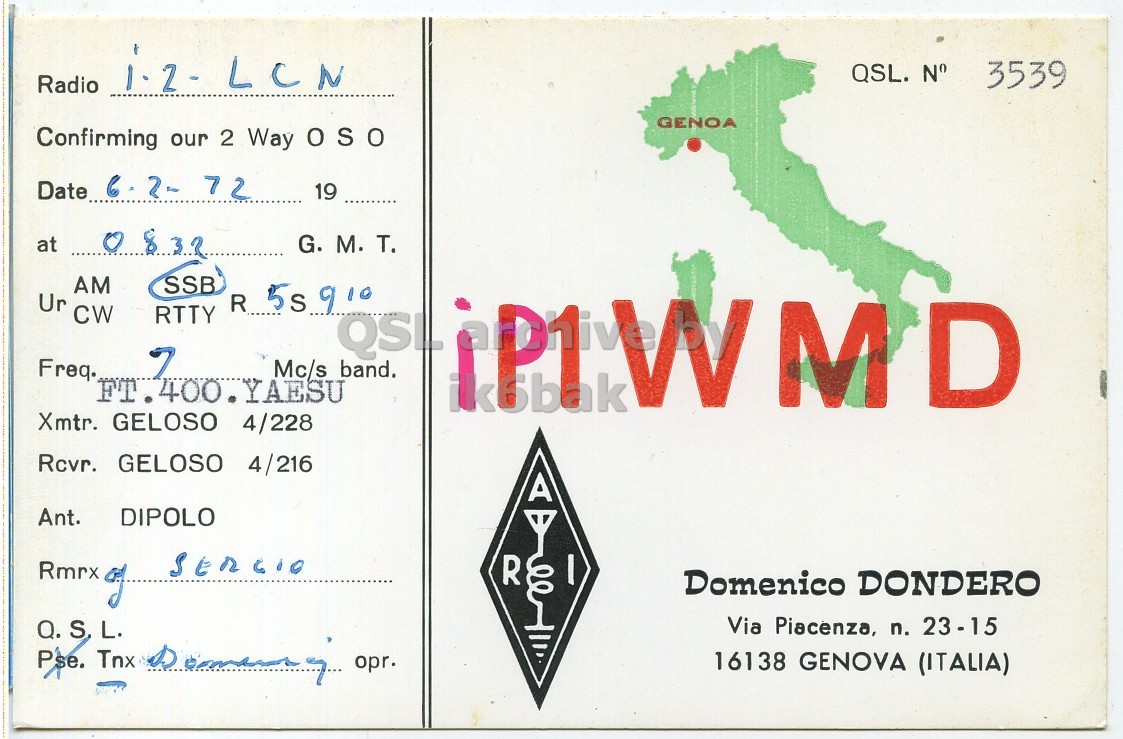 Radio i-2-LCN
Confirming our 2 Way Q S O
Date 6-2-72 19
at 0832 G. M. T.
Ur AM SSB
CW RTTY R 5 S 910
Freq. 7 Mc/s band.
FT.400.YAESU
Xmtr. GELOSO 4/228
Rcvr. GELOSO 4/216
Ant. DIPOLO
Rmrx SERGIO
Q. S. L.
Pse. Tnx opr.
QSL. Nº 3539
GENOA
iP1WMD
QSL archive by
ik6bak
A
R I
Domenico DONDERO
Via Piacenza, n. 23-15
16138 GENOVA (ITALIA)